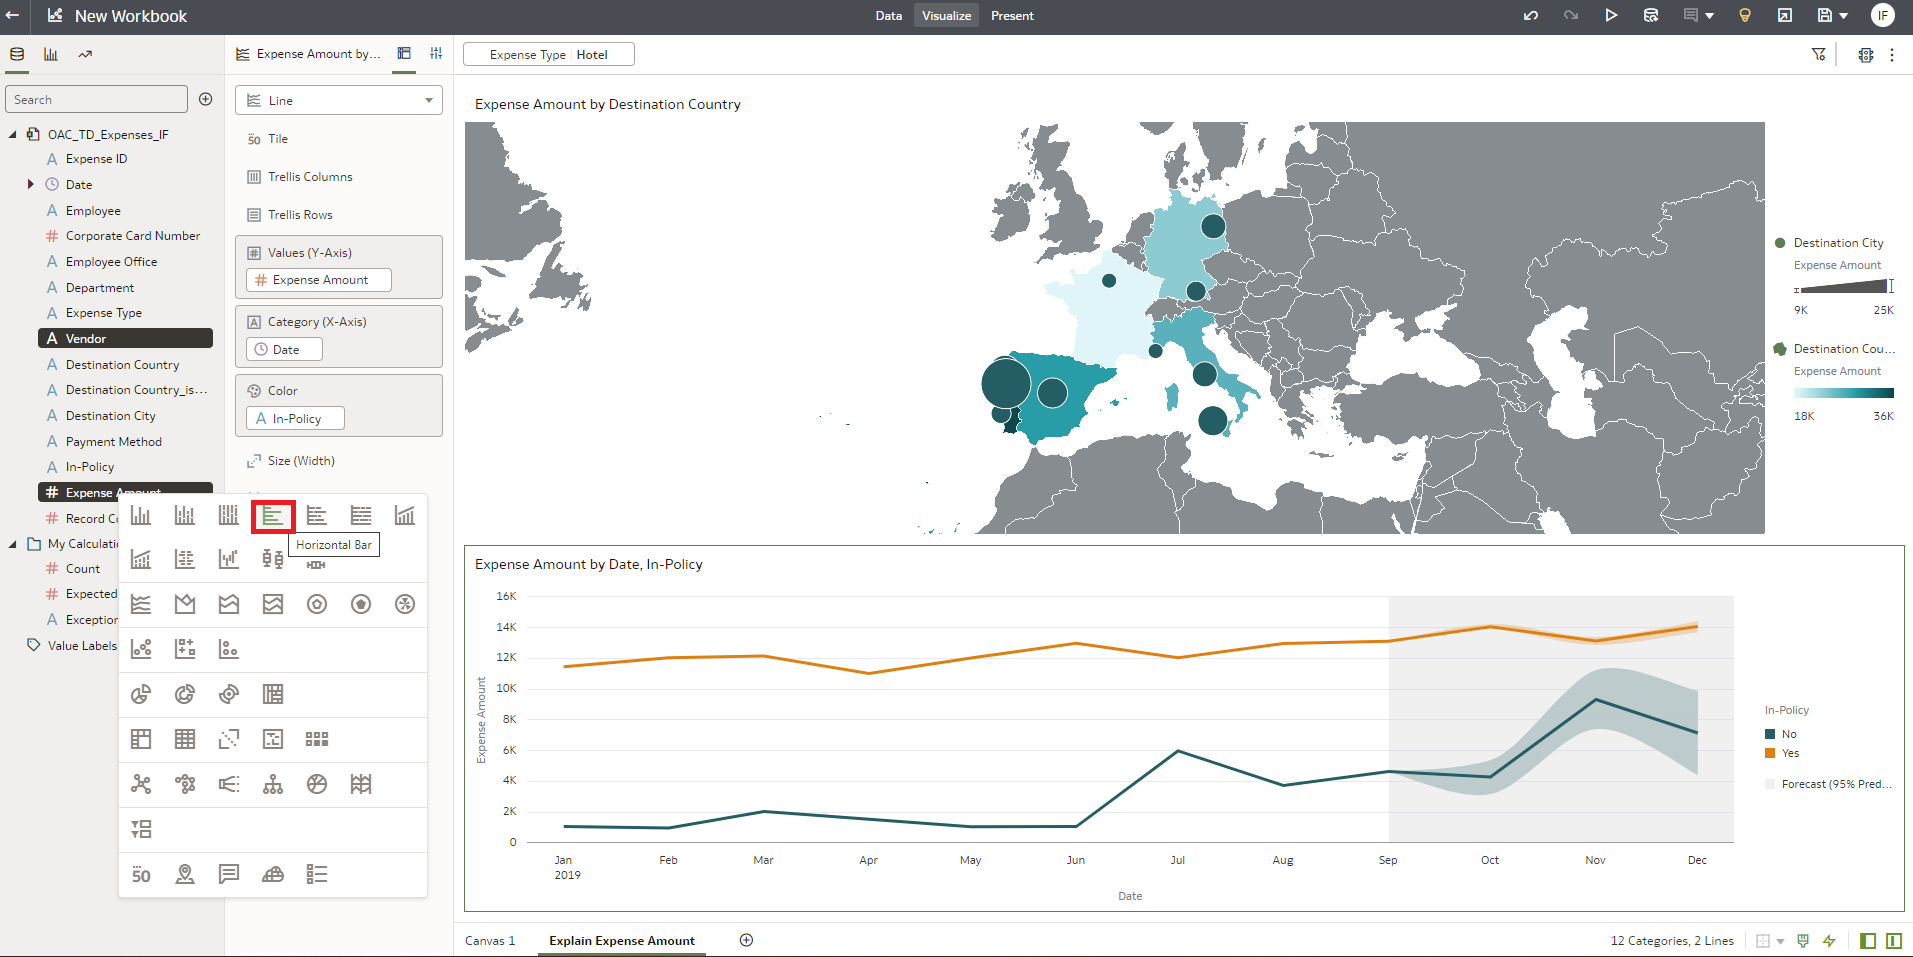 New Workbook
Data Visualize Present
IF
Expense Amount by...
Expense Type Hotel
Search
Line
OAC_TD_Expenses_IF
Expense ID
Date
Employee
Corporate Card Number
Employee Office
Department
Expense Type
Vendor
Destination Country
Destination Country_is...
Destination City
Payment Method
In-Policy
Expense Amount
Record Co
My Calculati
Count
Expected
Exception
Value Labels
50 Tile
Trellis Columns
Trellis Rows
Values (Y-Axis)
Expense Amount
Category (X-Axis)
Date
Color
In-Policy
Size (Width)
Horizontal Bar
50
Expense Amount by Destination Country
Destination City
Expense Amount
9K 25K
Destination Cou...
Expense Amount
18K 36K
Expense Amount by Date, In-Policy
16K
14K
12K
10K
8K
6K
4K
2K
0
Expense Amount
Jan Feb Mar Apr May Jun Jul Aug Sep Oct Nov Dec
2019
Date
In-Policy
No
Yes
Forecast (95% Pred...
Canvas 1 Explain Expense Amount
12 Categories, 2 Lines